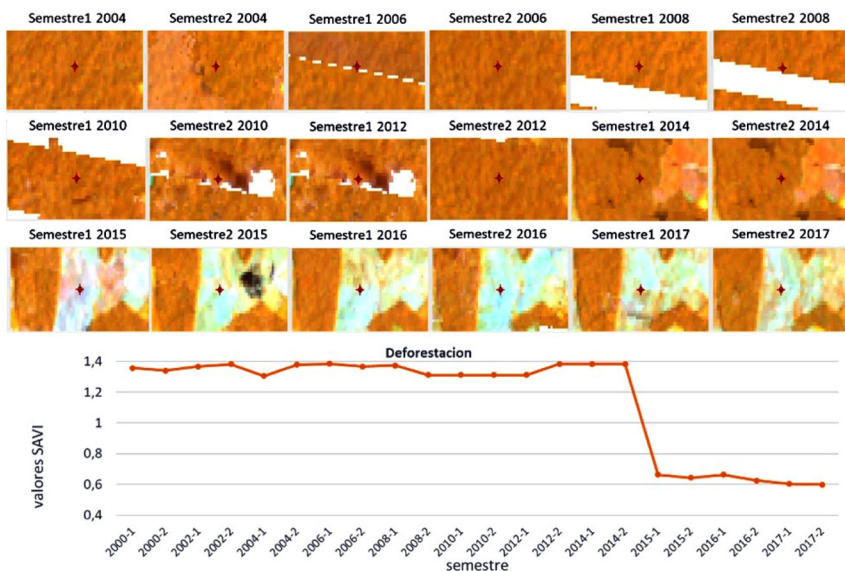 Semestre1 2004 Semestre2 2004 Semestre1 2006 Semestre2 2006 Semestre1 2008 Semestre2 2008
Semestre1 2010 Semestre2 2010 Semestre1 2012 Semestre2 2012 Semestre1 2014 Semestre2 2014
Semestre1 2015 Semestre2 2015 Semestre1 2016 Semestre2 2016 Semestre1 2017 Semestre2 2017
Deforestacion
1,4
1,2
1
0,8
0,6
0,4
valores SAVI
2000-1 2000-2 2002-1 2002-2 2004-1 2004-2 2006-1 2006-2 2008-1 2008-2 2010-1 2010-2 2012-1 2012-2 2014-1 2014-2 2015-1 2015-2 2016-1 2016-2 2017-1 2017-2
semestre